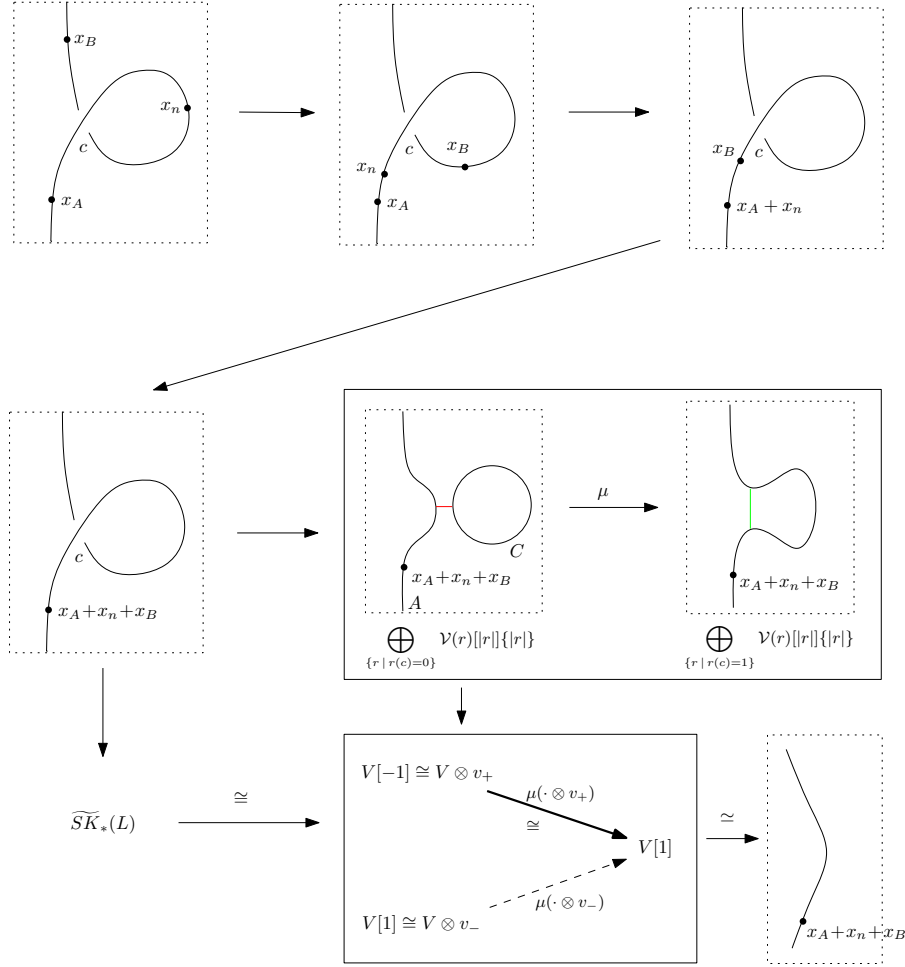 x_B
x_n
c
x_A
x_B
c
x_n
x_A
x_B
c
x_A + x_n
c
x_A+x_n+x_B
C
x_A+x_n+x_B
A
⊕ 𝒱(r)[|r|]{|r|}
{r | r(c)=0}
μ
x_A+x_n+x_B
⊕ 𝒱(r)[|r|]{|r|}
{r | r(c)=1}
\widetilde{SK}_*(L)
≅
V[−1] ≅ V ⊗ v_+
μ(· ⊗ v_+)
≅
V[1]
μ(· ⊗ v_−)
V[1] ≅ V ⊗ v_−
≃
x_A+x_n+x_B